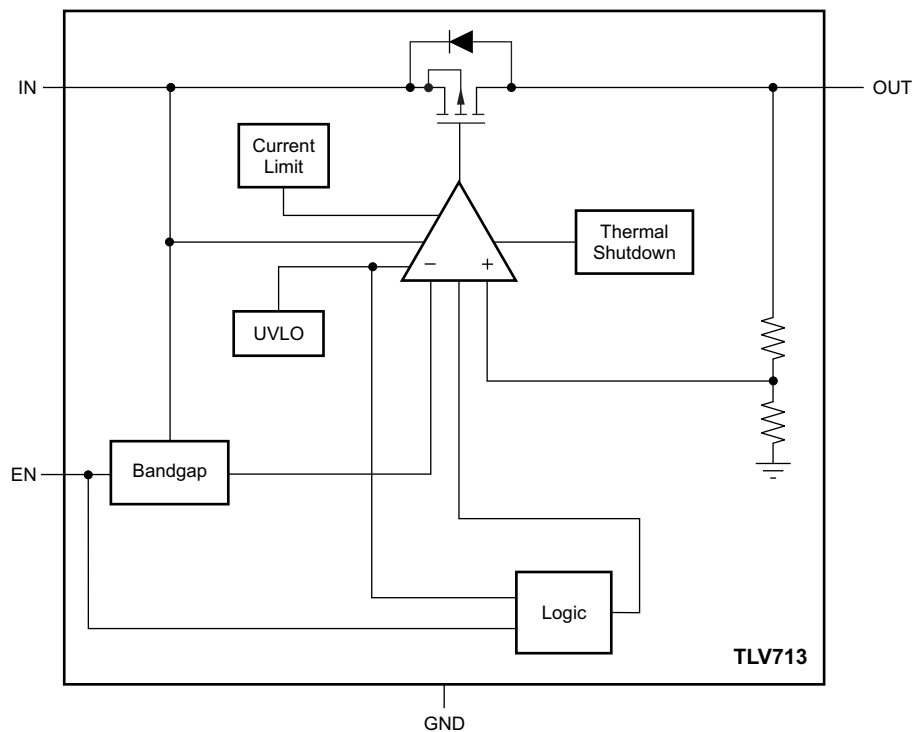 IN
OUT
Current
Limit
Thermal
Shutdown
−
+
UVLO
EN
Bandgap
Logic
TLV713
GND